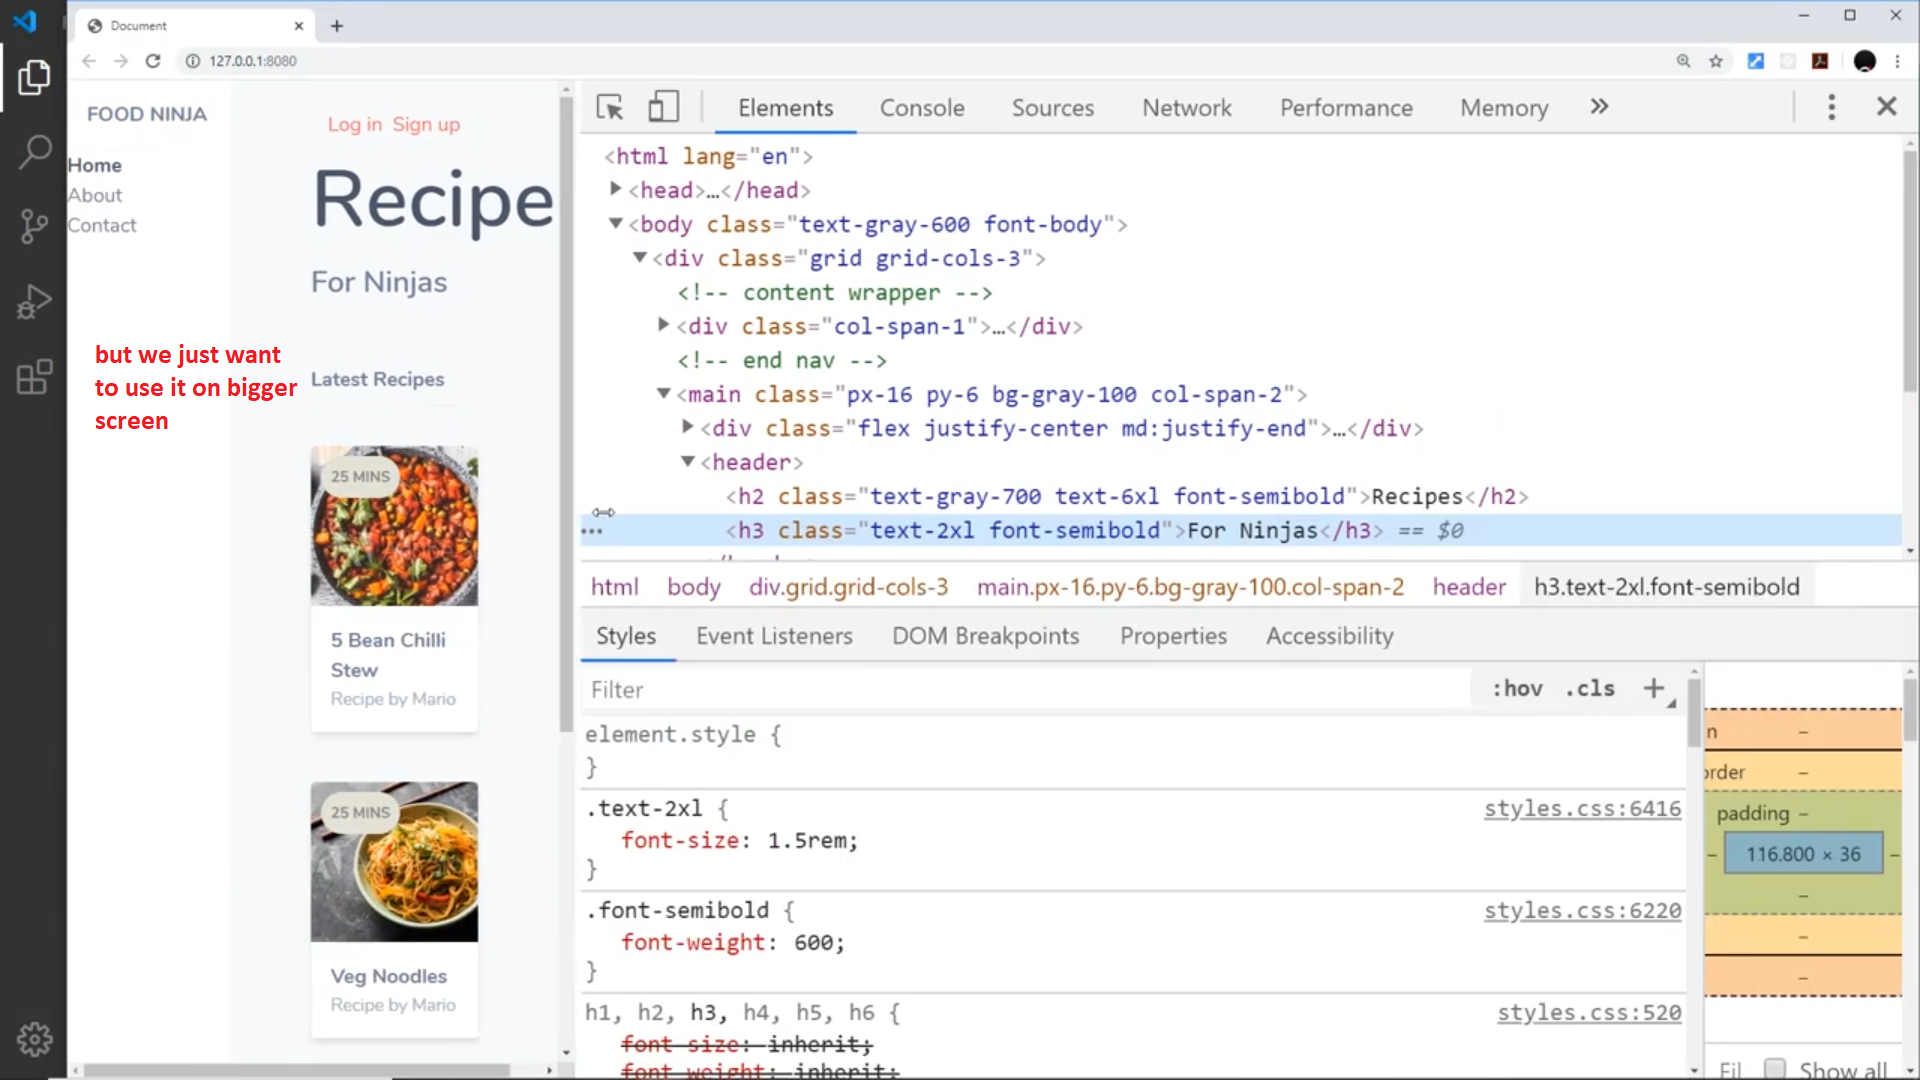 Document
127.0.0.1:8080
FOOD NINJA
Home
About
Contact
but we just want
to use it on bigger
screen
Log in Sign up
Recipe
For Ninjas
Latest Recipes
25 MINS
5 Bean Chilli
Stew
Recipe by Mario
25 MINS
Veg Noodles
Recipe by Mario
Elements Console Sources Network Performance Memory »
<html lang="en">
<head>…</head>
<body class="text-gray-600 font-body">
<div class="grid grid-cols-3">
<!-- content wrapper -->
<div class="col-span-1">…</div>
<!-- end nav -->
<main class="px-16 py-6 bg-gray-100 col-span-2">
<div class="flex justify-center md:justify-end">…</div>
<header>
<h2 class="text-gray-700 text-6xl font-semibold">Recipes</h2>
<h3 class="text-2xl font-semibold">For Ninjas</h3> == $0
html body div.grid.grid-cols-3 main.px-16.py-6.bg-gray-100.col-span-2 header h3.text-2xl.font-semibold
Styles Event Listeners DOM Breakpoints Properties Accessibility
Filter :hov .cls +
element.style {
}
.text-2xl { styles.css:6416
font-size: 1.5rem;
}
.font-semibold { styles.css:6220
font-weight: 600;
}
h1, h2, h3, h4, h5, h6 { styles.css:520
font-size: inherit;
font-weight: inherit;
n –
order –
padding –
– 116.800 × 36 –
–
–
–
Fil Show all